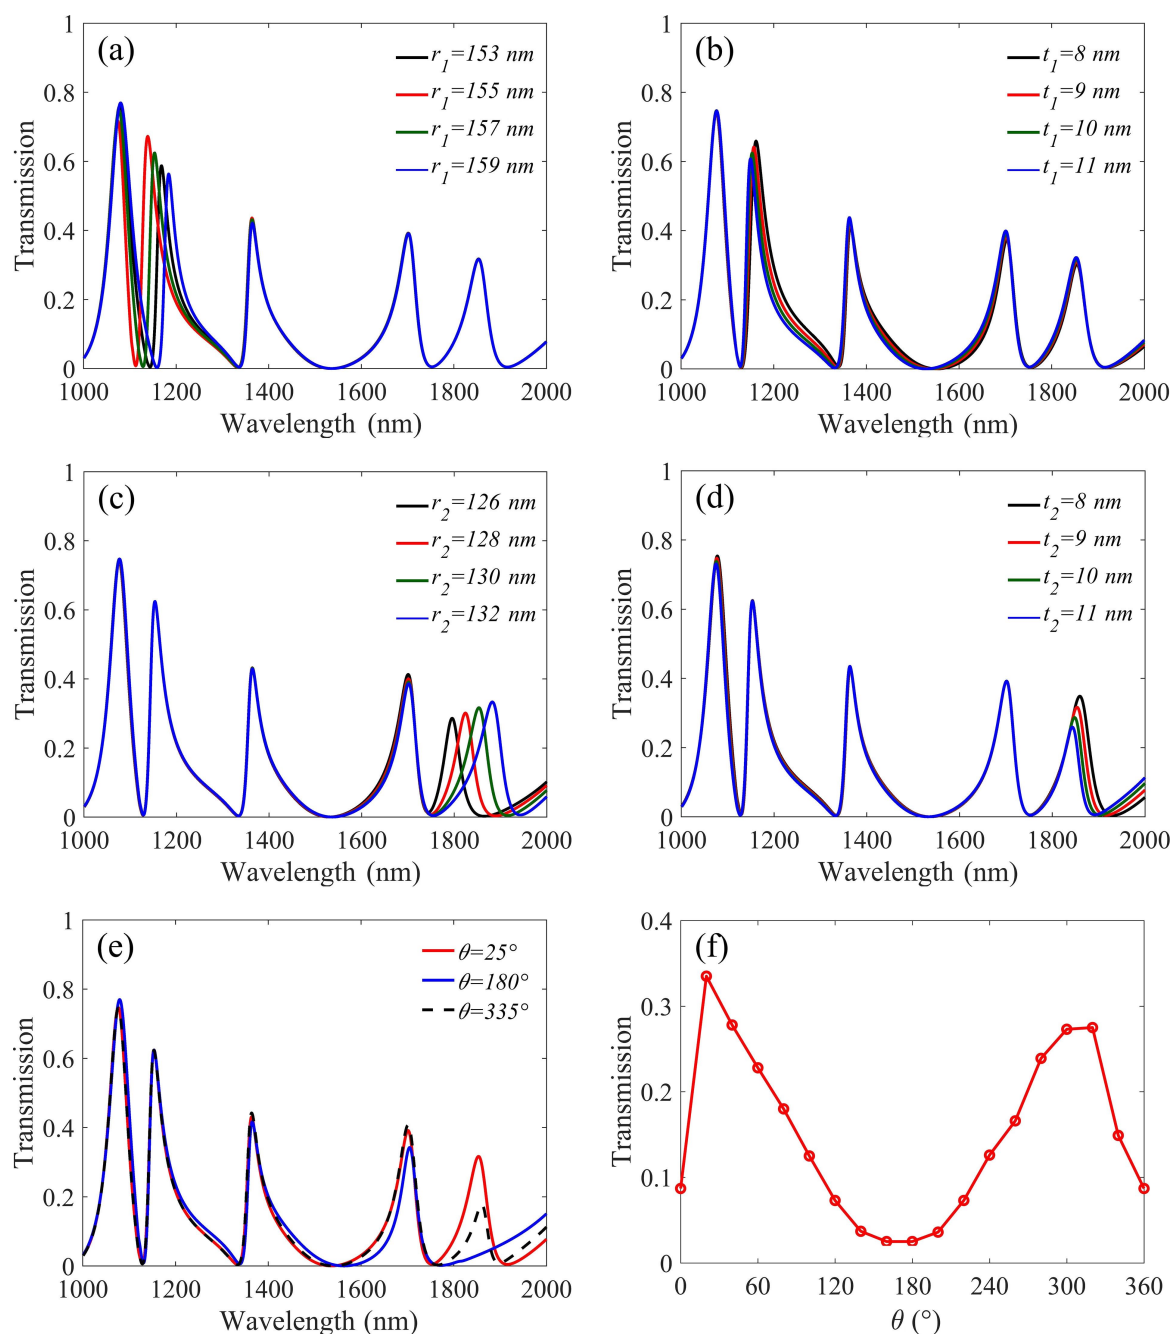 (a)
r1=153 nm
r1=155 nm
r1=157 nm
r1=159 nm
Transmission
1
0.8
0.6
0.4
0.2
0
1000 1200 1400 1600 1800 2000
Wavelength (nm)
(b)
t1=8 nm
t1=9 nm
t1=10 nm
t1=11 nm
Transmission
1
0.8
0.6
0.4
0.2
0
1000 1200 1400 1600 1800 2000
Wavelength (nm)
(c)
r2=126 nm
r2=128 nm
r2=130 nm
r2=132 nm
Transmission
1
0.8
0.6
0.4
0.2
0
1000 1200 1400 1600 1800 2000
Wavelength (nm)
(d)
t2=8 nm
t2=9 nm
t2=10 nm
t2=11 nm
Transmission
1
0.8
0.6
0.4
0.2
0
1000 1200 1400 1600 1800 2000
Wavelength (nm)
(e)
θ=25°
θ=180°
θ=335°
Transmission
1
0.8
0.6
0.4
0.2
0
1000 1200 1400 1600 1800 2000
Wavelength (nm)
(f)
Transmission
0.4
0.3
0.2
0.1
0
0 60 120 180 240 300 360
θ (°)